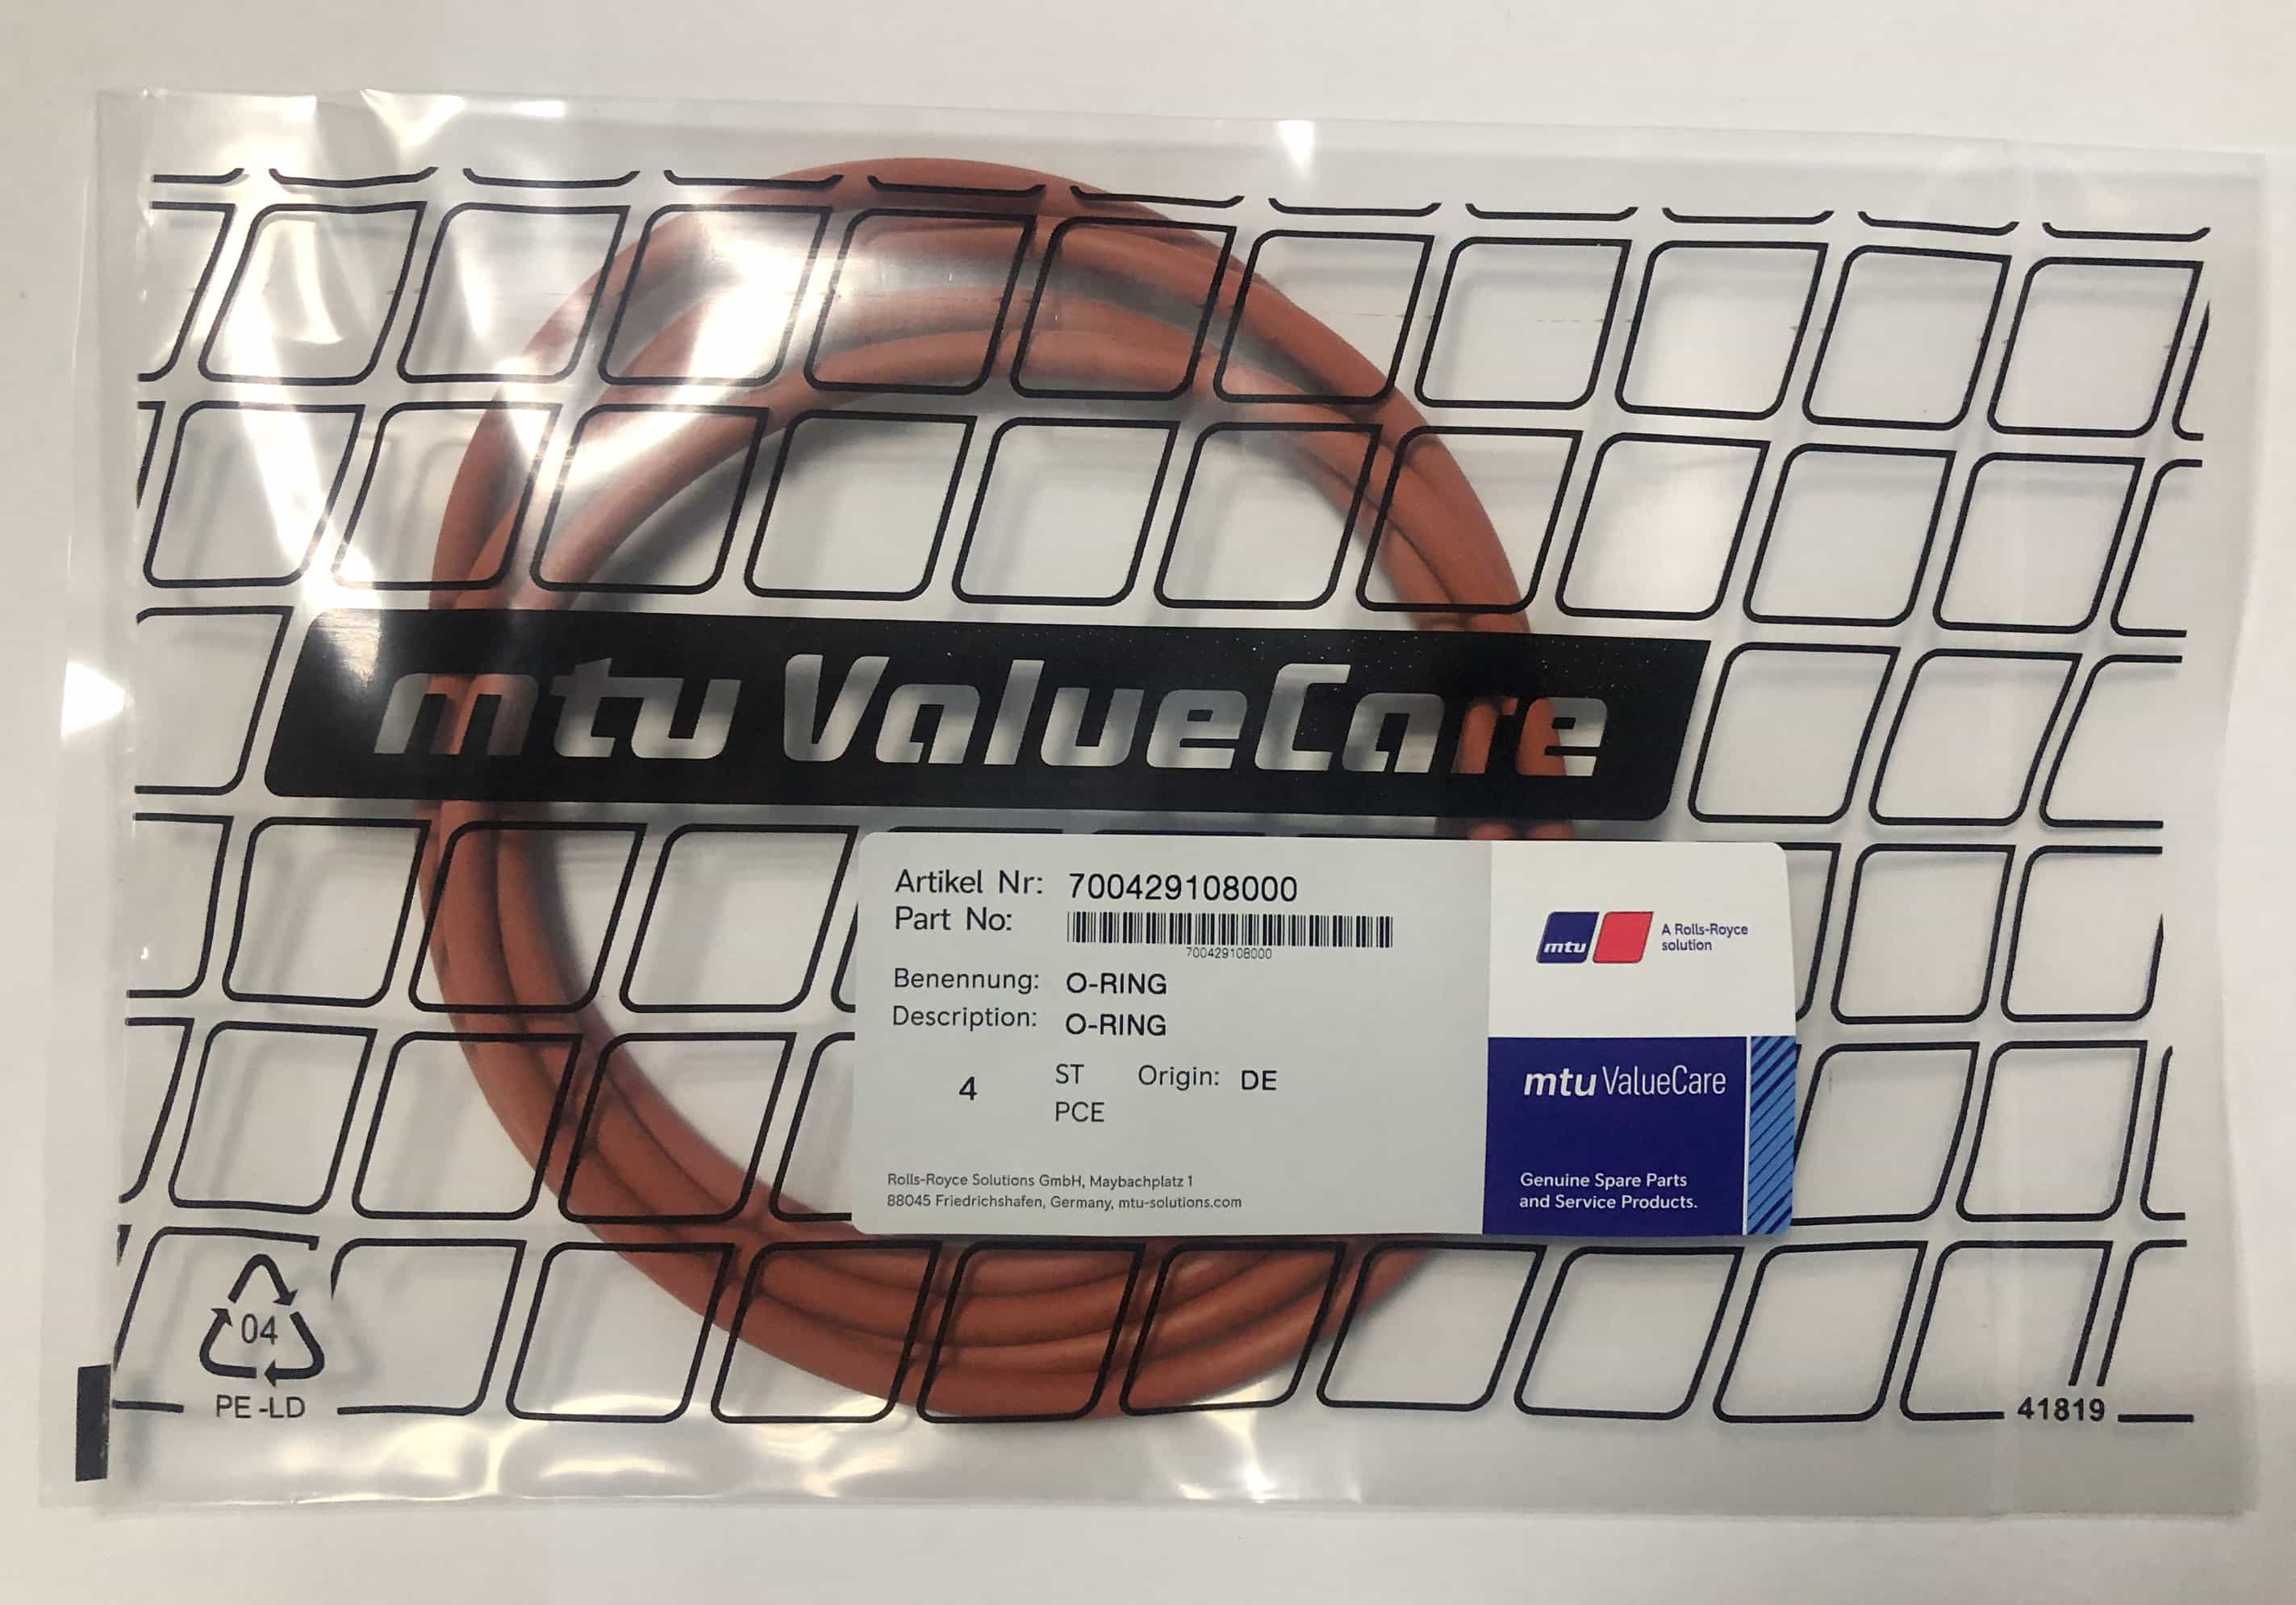 mtu ValueCare
Artikel Nr: 700429108000
Part No:
700429108000
Benennung: O-RING
Description: O-RING
4 ST Origin: DE
PCE
Rolls-Royce Solutions GmbH, Maybachplatz 1
88045 Friedrichshafen, Germany, mtu-solutions.com
mtu
A Rolls-Royce
solution
mtu ValueCare
Genuine Spare Parts
and Service Products.
04
PE-LD
41819